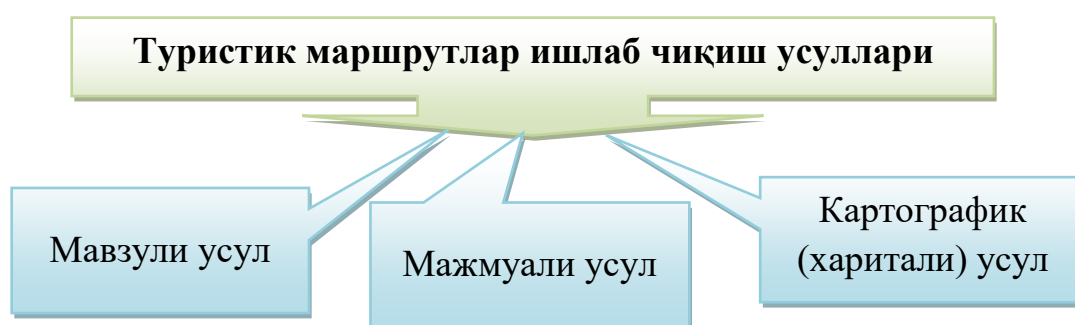 Туристик маршрутлар ишлаб чиқиш усуллари
Мавзули усул
Мажмуали усул
Картографик
(харитали) усул